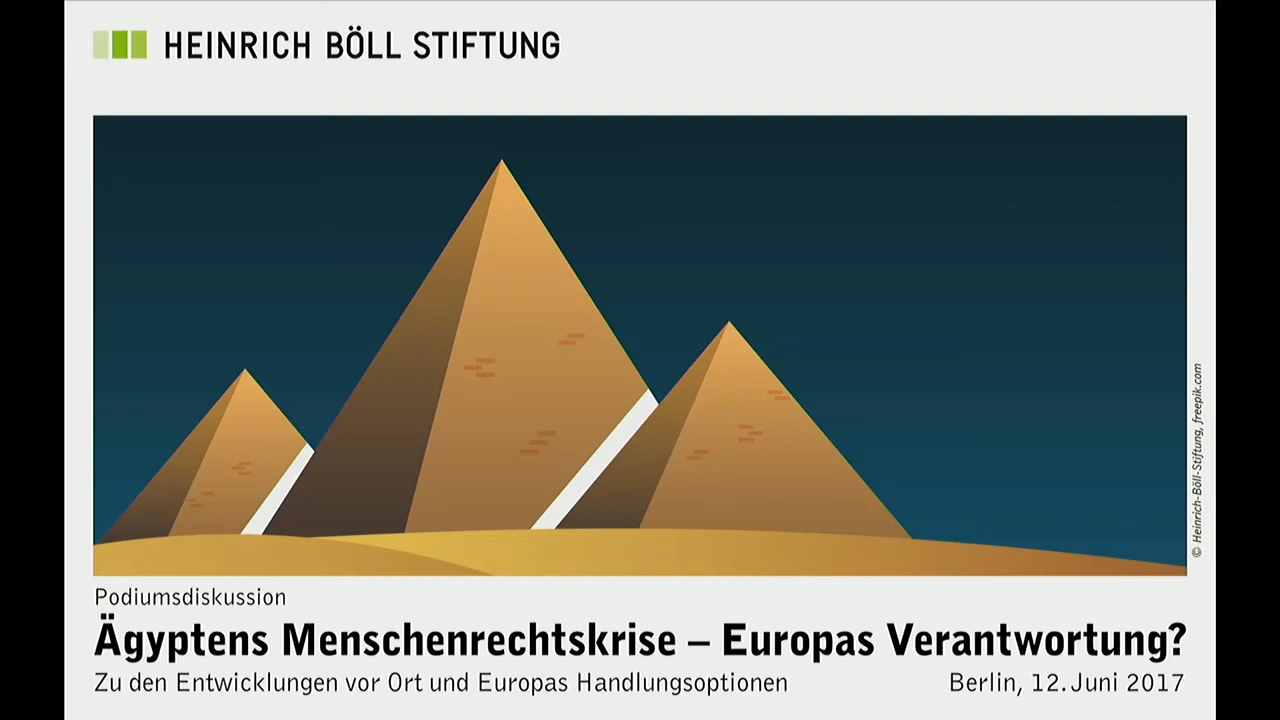 HEINRICH BÖLL STIFTUNG
© Heinrich-Böll-Stiftung, freepik.com
Podiumsdiskussion
Ägyptens Menschenrechtskrise – Europas Verantwortung?
Zu den Entwicklungen vor Ort und Europas Handlungsoptionen
Berlin, 12. Juni 2017